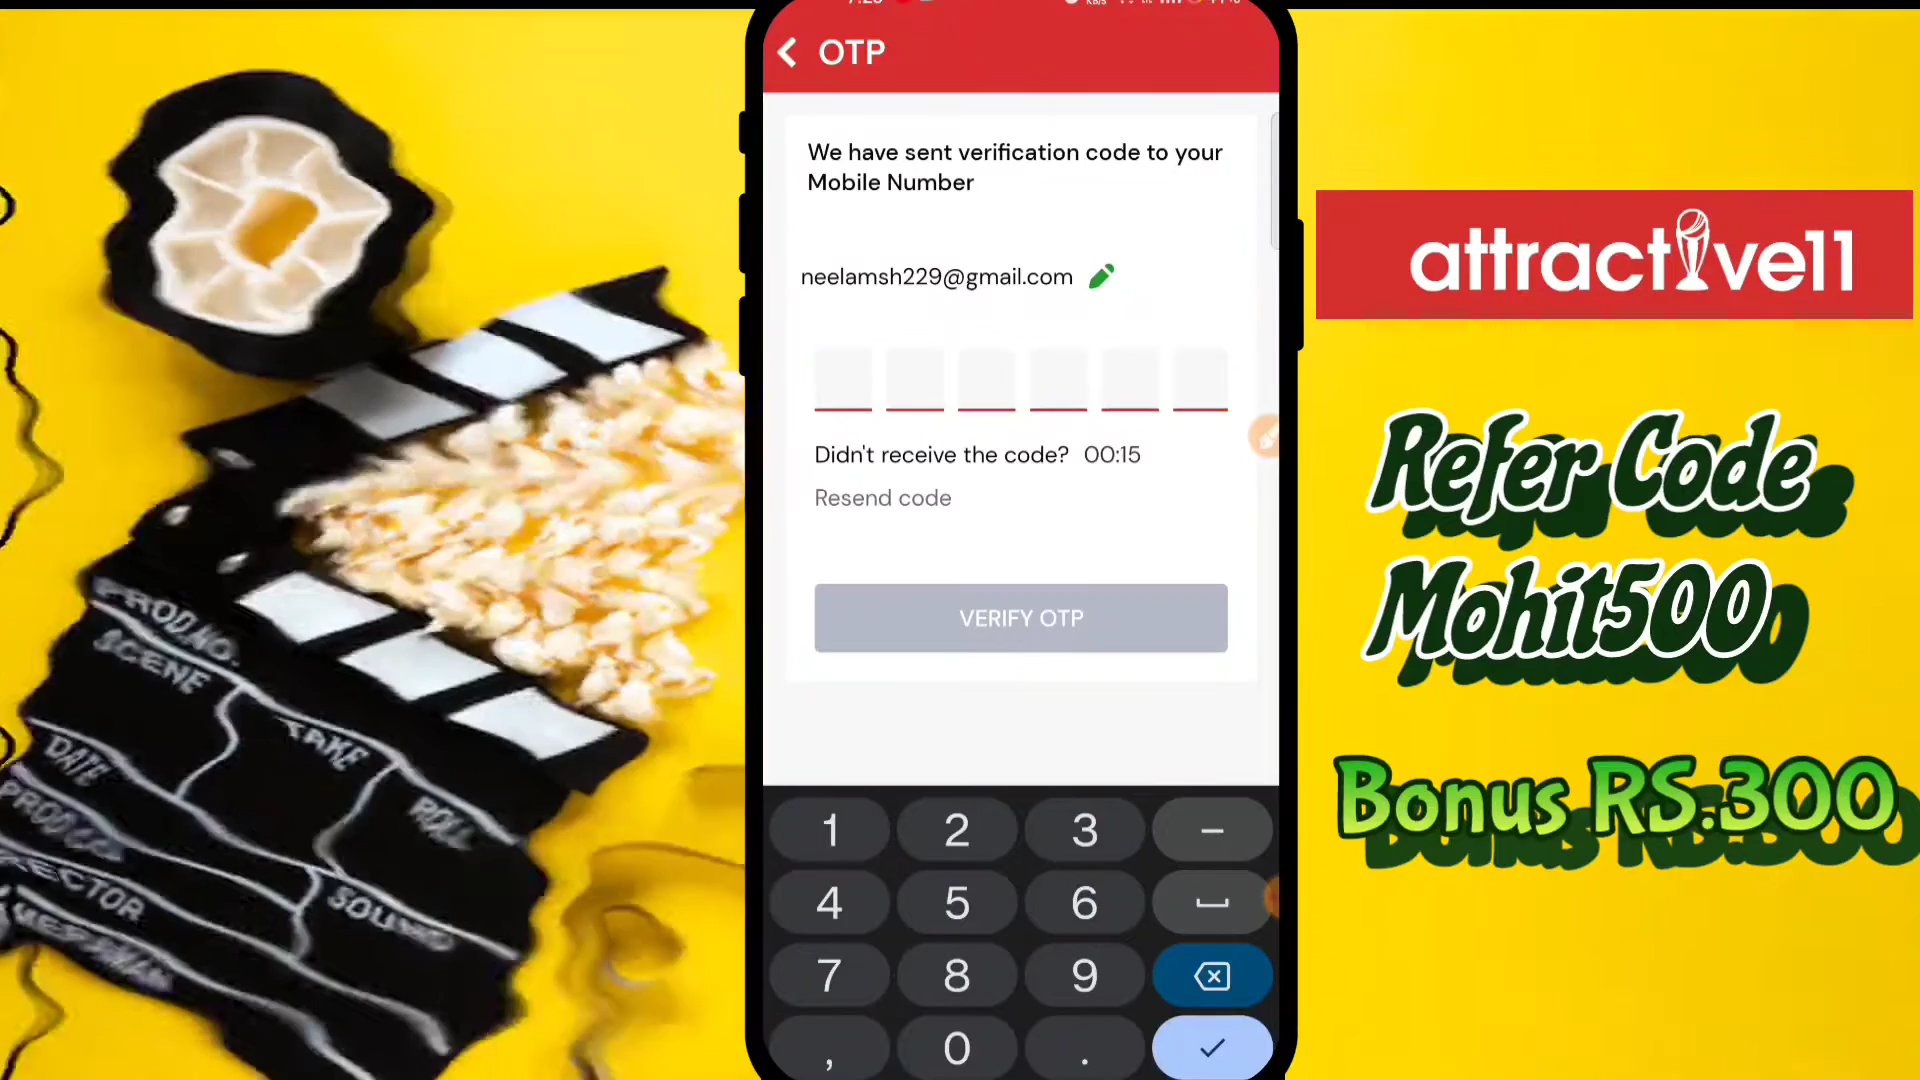 OTP
We have sent verification code to your
Mobile Number
neelamsh229@gmail.com
Didn't receive the code? 00:15
Resend code
VERIFY OTP
1 2 3 –
4 5 6
7 8 9
, 0 .
attractive11
Refer Code
Mohit500
Bonus RS.300
PROD.NO.
SCENE
TAKE
ROLL
DATE
SOUND